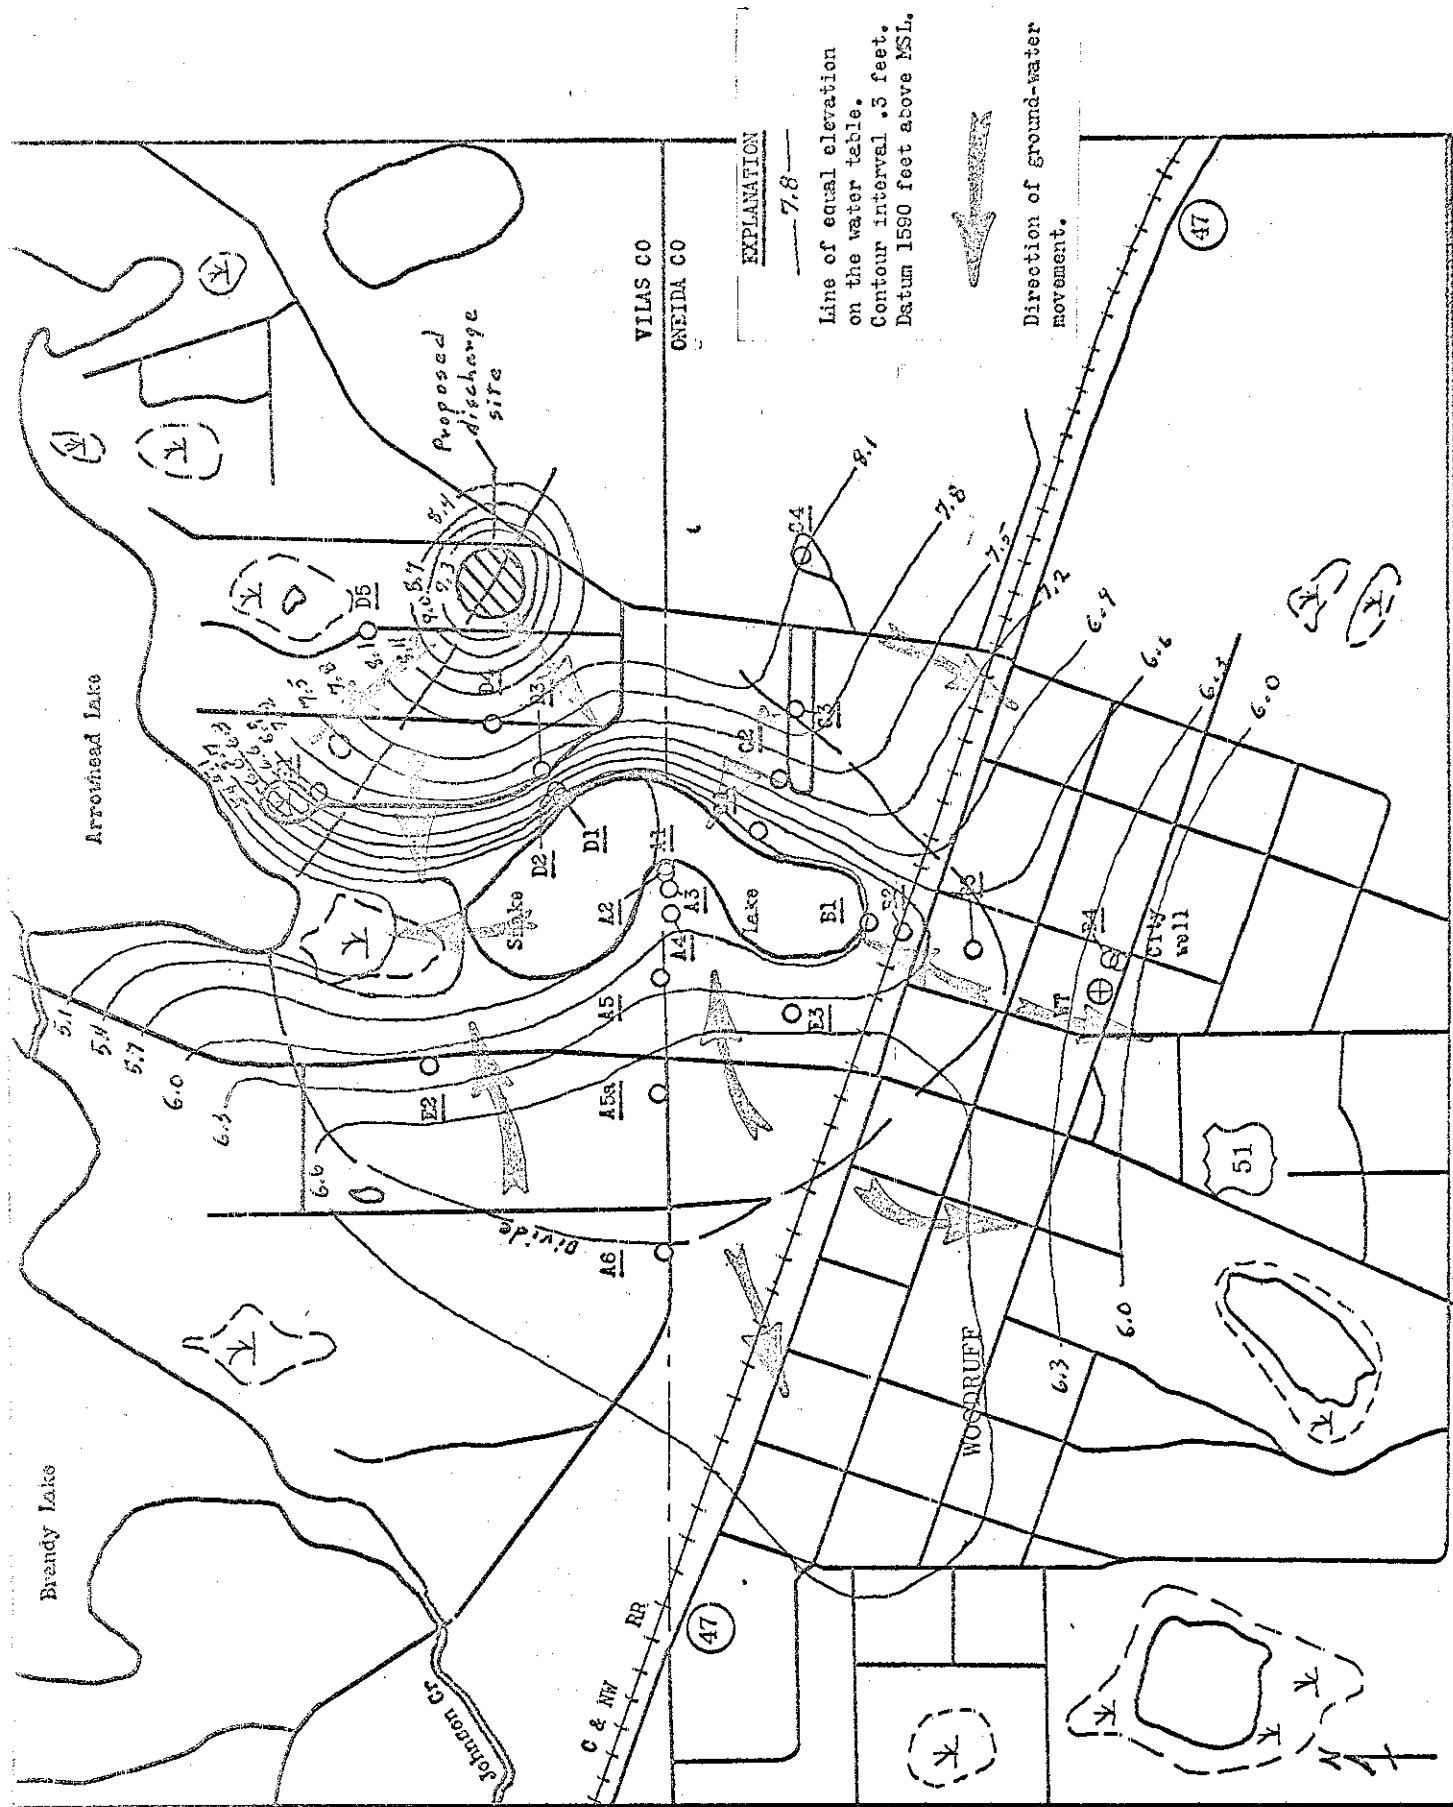 Brandy Lake
Arrowhead Lake
Johnson Cr
C & NW
RR
47
Divide
VILAS CO
ONEIDA CO
Proposed
discharge
site
EXPLANATION
7.8
Line of equal elevation
on the water table.
Contour interval .3 feet.
Datum 1590 feet above MSL.
Direction of ground-water
movement.
47
Snake
Lake
WOODRUFF
51
City
Well
WT
5.1
5.4
5.7
6.0
6.3
6.6
7.5
8.1
9.0
8.7
9.3
8.4
8.1
7.8
7.5
7.2
6.9
6.6
6.3
6.0
6.3
6.0
A1
A2
A3
A4
A5
A5a
A6
B1
B2
B4
C2
C3
C4
D1
D2
D3
D4
D5
E2
E3
N